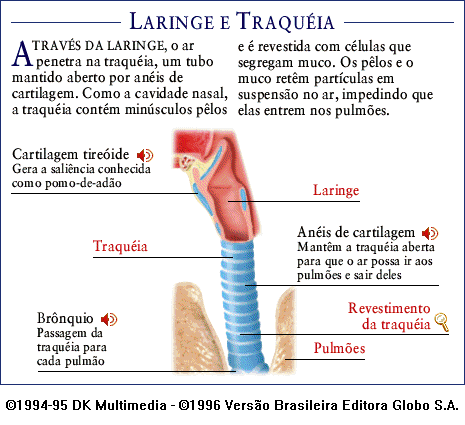 LARINGE E TRAQUÉIA
ATRAVÉS DA LARINGE, o ar
penetra na traquéia, um tubo
mantido aberto por anéis de
cartilagem. Como a cavidade nasal,
a traquéia contém minúsculos pêlos
e é revestida com células que
segregam muco. Os pêlos e o
muco retêm partículas em
suspensão no ar, impedindo que
elas entrem nos pulmões.
Cartilagem tireóide
Gera a saliência conhecida
como pomo-de-adão
Laringe
Traquéia
Anéis de cartilagem
Mantêm a traquéia aberta
para que o ar possa ir aos
pulmões e sair deles
Brônquio
Passagem da
traquéia para
cada pulmão
Revestimento
da traquéia
Pulmões
©1994-95 DK Multimedia - ©1996 Versão Brasileira Editora Globo S.A.